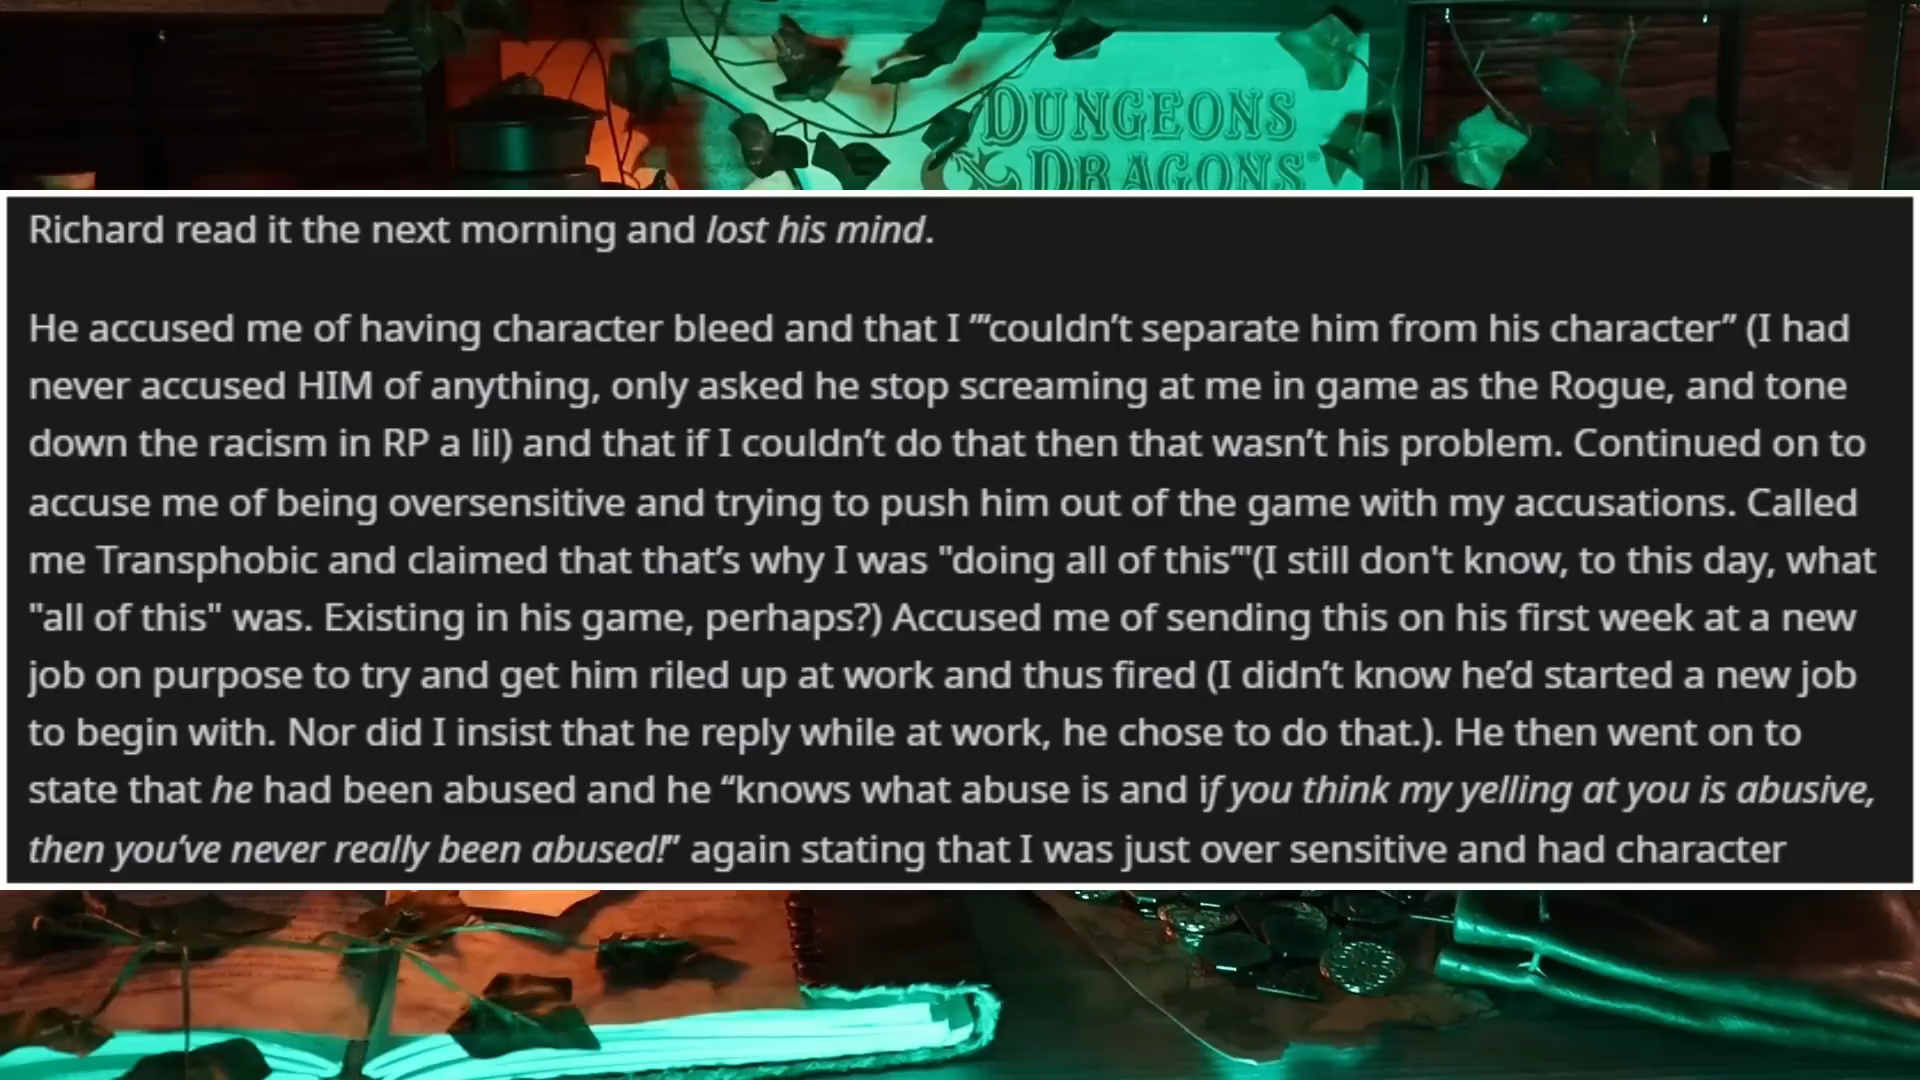 DUNGEONS
DRAGONS
Richard read it the next morning and lost his mind.
He accused me of having character bleed and that I '"couldn't separate him from his character" (I had
never accused HIM of anything, only asked he stop screaming at me in game as the Rogue, and tone
down the racism in RP a lil) and that if I couldn't do that then that wasn't his problem. Continued on to
accuse me of being oversensitive and trying to push him out of the game with my accusations. Called
me Transphobic and claimed that that's why I was "doing all of this"'(I still don't know, to this day, what
"all of this" was. Existing in his game, perhaps?) Accused me of sending this on his first week at a new
job on purpose to try and get him riled up at work and thus fired (I didn't know he'd started a new job
to begin with. Nor did I insist that he reply while at work, he chose to do that.). He then went on to
state that he had been abused and he “knows what abuse is and if you think my yelling at you is abusive,
then you've never really been abused!” again stating that I was just over sensitive and had character